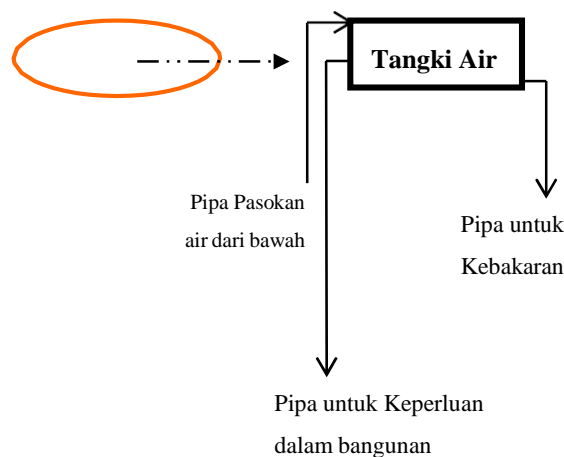 Tangki Air
Pipa Pasokan
air dari bawah
Pipa untuk
Kebakaran
Pipa untuk Keperluan
dalam bangunan